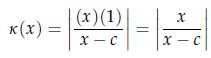 κ(x) = |(x)(1) / x − c| = |x / x − c|